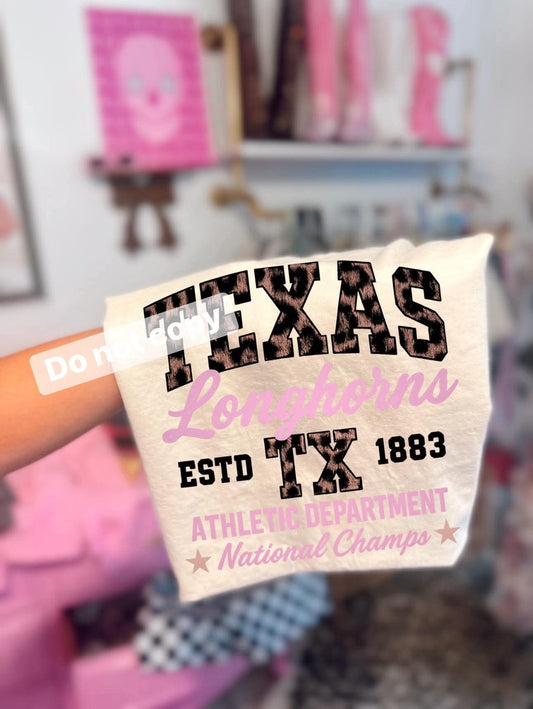 TEXAS
Longhorns
ESTD TX 1883
ATHLETIC DEPARTMENT
National Champs
Do not copy